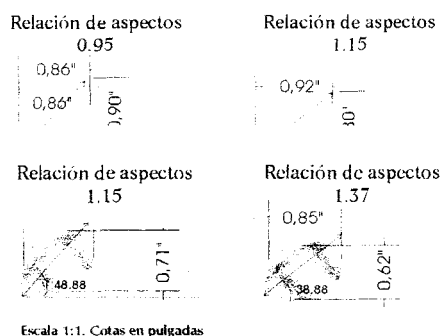 Relación de aspectos
0.95
0,86"
0,86"
0,90"
Relación de aspectos
1.15
0,92"
Relación de aspectos
1.15
48,88
0,71"
Relación de aspectos
1.37
0,85"
38,88
0,62"
Escala 1:1. Cotas en pulgadas